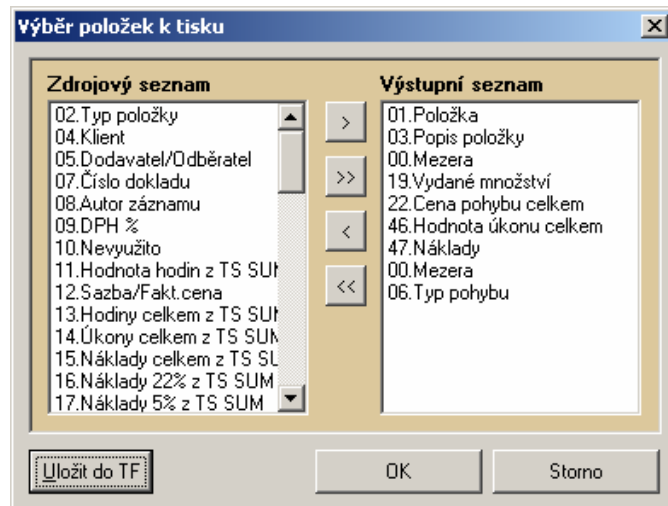 Výběr položek k tisku
Zdrojový seznam
02.Typ položky
04.Klient
05.Dodavatel/Odběratel
07.Číslo dokladu
08.Autor záznamu
09.DPH %
10.Nevyužito
11.Hodnota hodin z TS SUM
12.Sazba/Fakt.cena
13.Hodiny celkem z TS SUM
14.Úkony celkem z TS SUM
15.Náklady celkem z TS SU
16.Náklady 22% z TS SUM
17.Náklady 5% z TS SUM
>
>>
<
<<
Výstupní seznam
01.Položka
03.Popis položky
00.Mezera
19.Vydané množství
22.Cena pohybu celkem
46.Hodnota úkonu celkem
47.Náklady
00.Mezera
06.Typ pohybu
Uložit do TF
OK
Storno